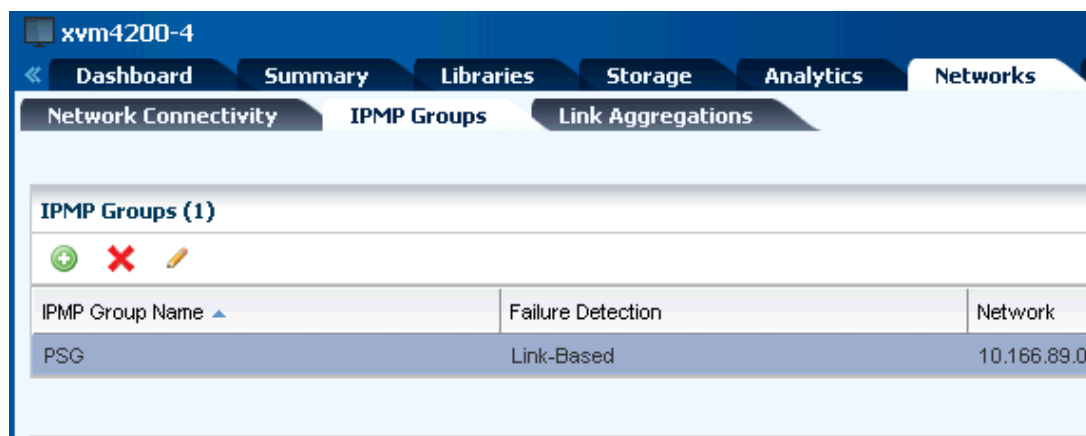 xvm4200-4
« Dashboard Summary Libraries Storage Analytics Networks
Network Connectivity IPMP Groups Link Aggregations
IPMP Groups (1)
IPMP Group Name Failure Detection Network
PSG Link-Based 10.166.89.0